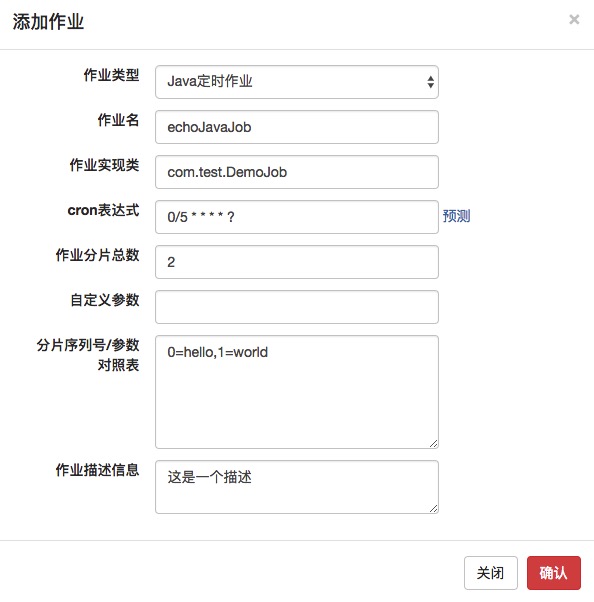 添加作业 ×
作业类型 Java定时作业
作业名 echoJavaJob
作业实现类 com.test.DemoJob
cron表达式 0/5 * * * * ? 预测
作业分片总数 2
自定义参数
分片序列号/参数 0=hello,1=world
对照表
作业描述信息 这是一个描述
关闭 确认